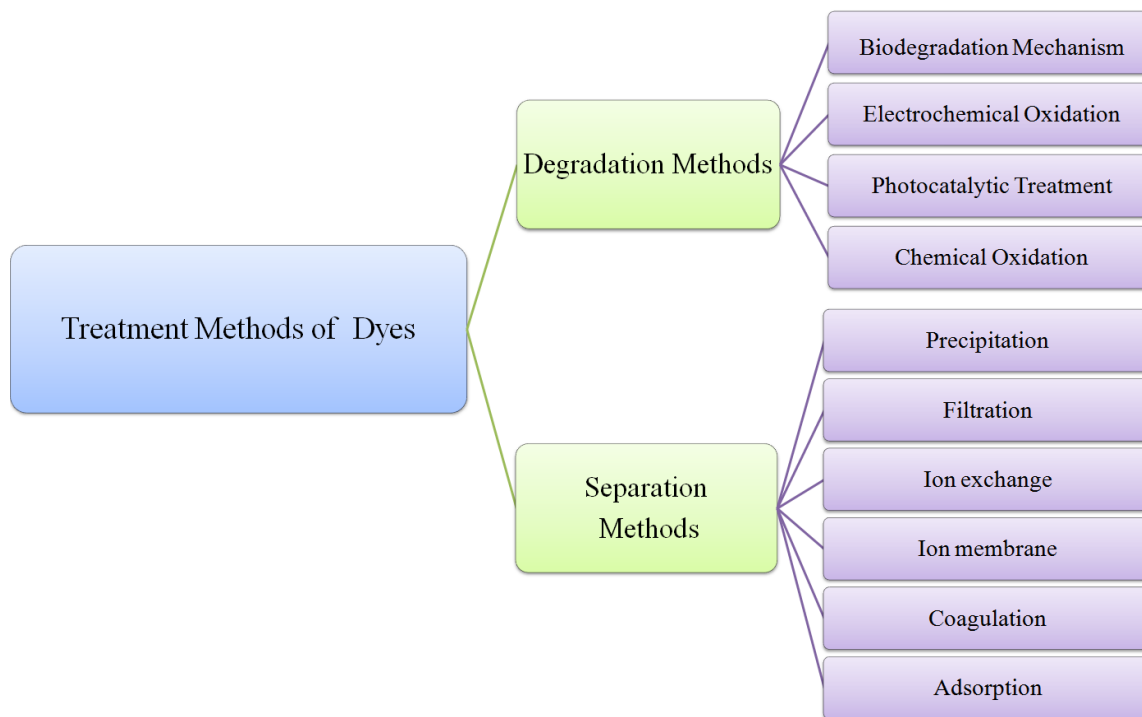 Treatment Methods of Dyes
Degradation Methods
Biodegradation Mechanism
Electrochemical Oxidation
Photocatalytic Treatment
Chemical Oxidation
Separation
Methods
Precipitation
Filtration
Ion exchange
Ion membrane
Coagulation
Adsorption